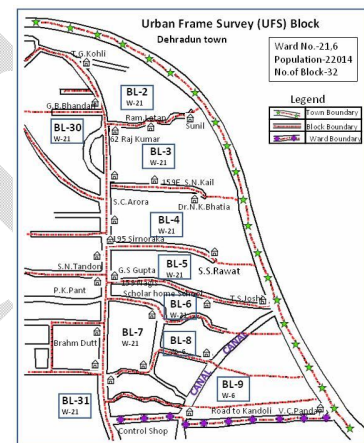 Urban Frame Survey (UFS) Block
Dehradun town
Ward No.-21,6
Population-22014
No.of Block-32
Legend
Town Boundary
Block Boundary
Ward Boundary
T.G.Kohli
BL-2
W-21
G.B.Bhandari
Ram Latan
Sunil
BL-30
W-21
62 Raj Kumar
BL-3
W-21
159E S.N.Kail
S.C.Arora
Dr.N.K.Bhatia
BL-4
W-21
195 Sirnoraka
BL-5
W-21
S.N.Tandon
G.S Gupta
S.S.Rawat
P.K.Pant
Scholar home School
BL-6
W-21
T.S.Joshi
BL-7
W-21
BL-8
CANAL
CANAL
Brahm Dutt
BL-9
W-6
BL-31
W-21
Road to Kandoli
V.C.Panday
Control Shop